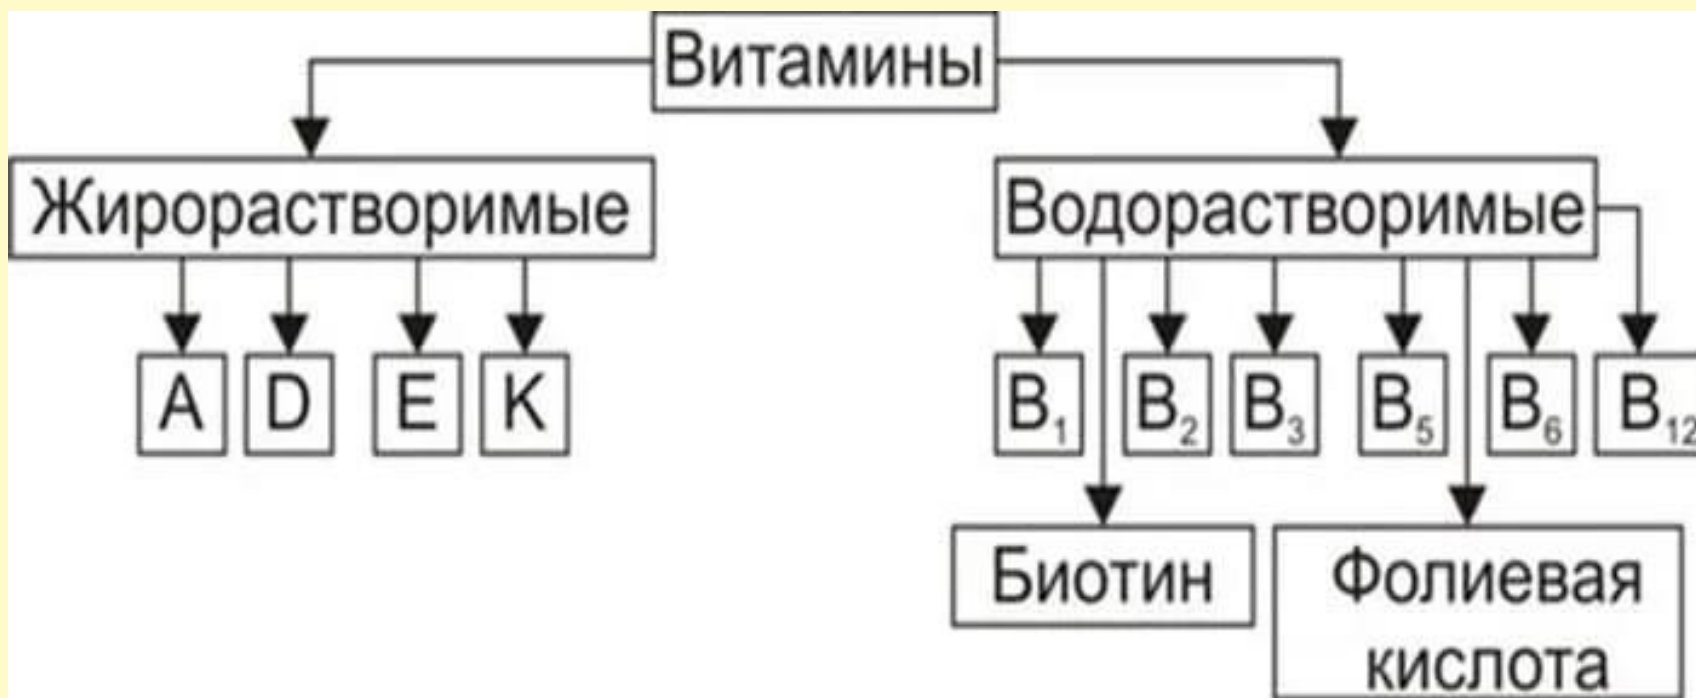 Витамины
Жирорастворимые
Водорастворимые
A D E K
B₁ B₂ B₃ B₅ B₆ B₁₂
Биотин
Фолиевая
кислота